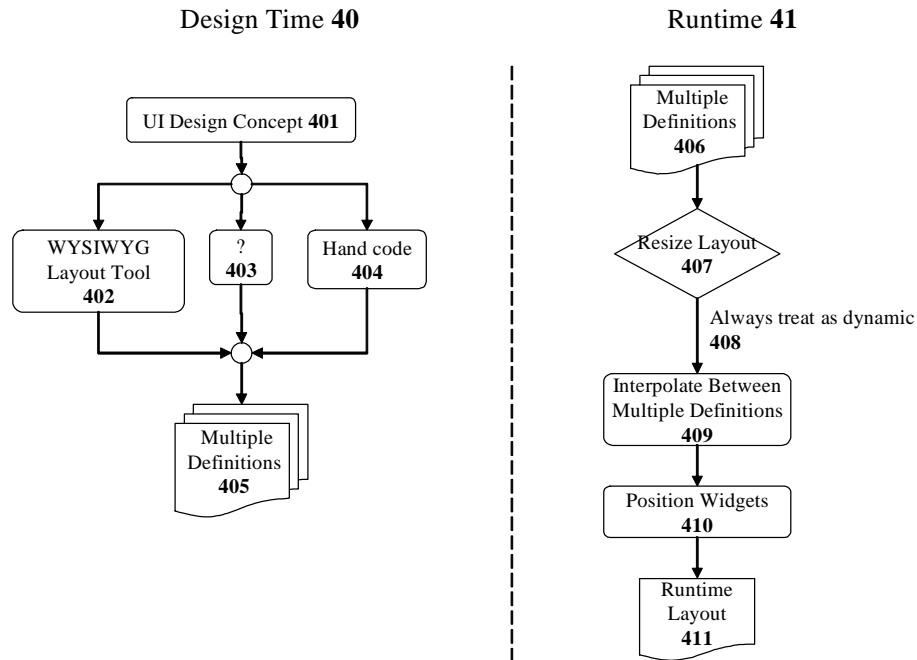 Design Time 40
UI Design Concept 401
WYSIWYG
Layout Tool
402
?
403
Hand code
404
Multiple
Definitions
405
Runtime 41
Multiple
Definitions
406
Resize Layout
407
Always treat as dynamic
408
Interpolate Between
Multiple Definitions
409
Position Widgets
410
Runtime
Layout
411